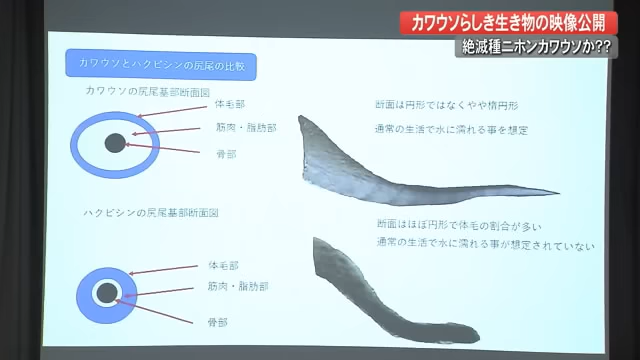 カワウソらしき生き物の映像公開
絶滅種ニホンカワウソか??
カワウソとハクビシンの尻尾の比較
カワウソの尻尾基部断面図
体毛部
筋肉・脂肪部
骨部
断面は円形ではなくやや楕円形
通常の生活で水に濡れる事を想定
ハクビシンの尻尾基部断面図
体毛部
筋肉・脂肪部
骨部
断面はほぼ円形で体毛の割合が多い
通常の生活で水に濡れる事が想定されていない